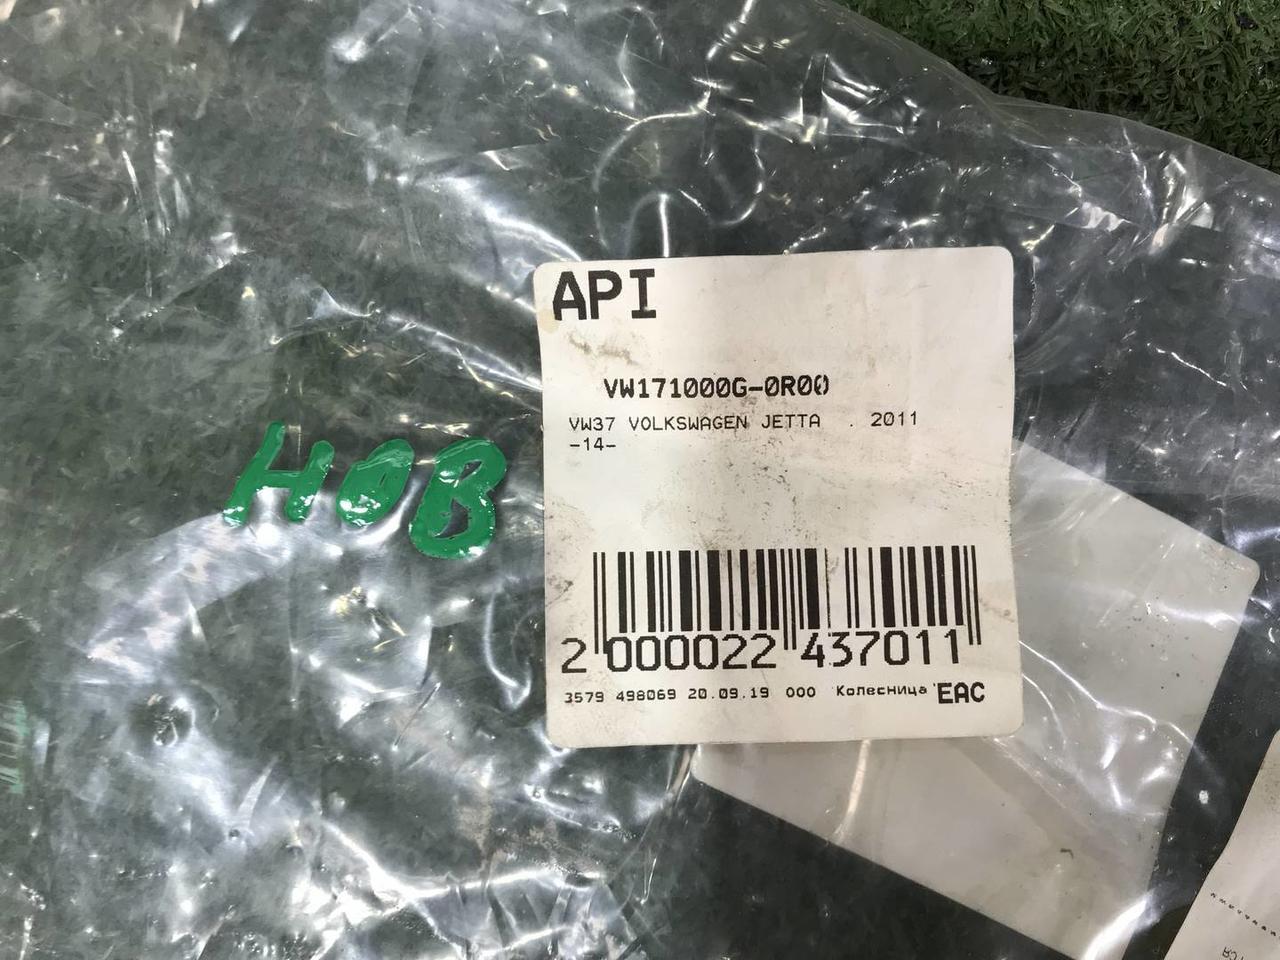 API
VW171000G-0R00
VW37 VOLKSWAGEN JETTA . 2011
-14-
НОВ
2 000022 437011
3579 498069 20.09.19 ООО "Колесница" EAC